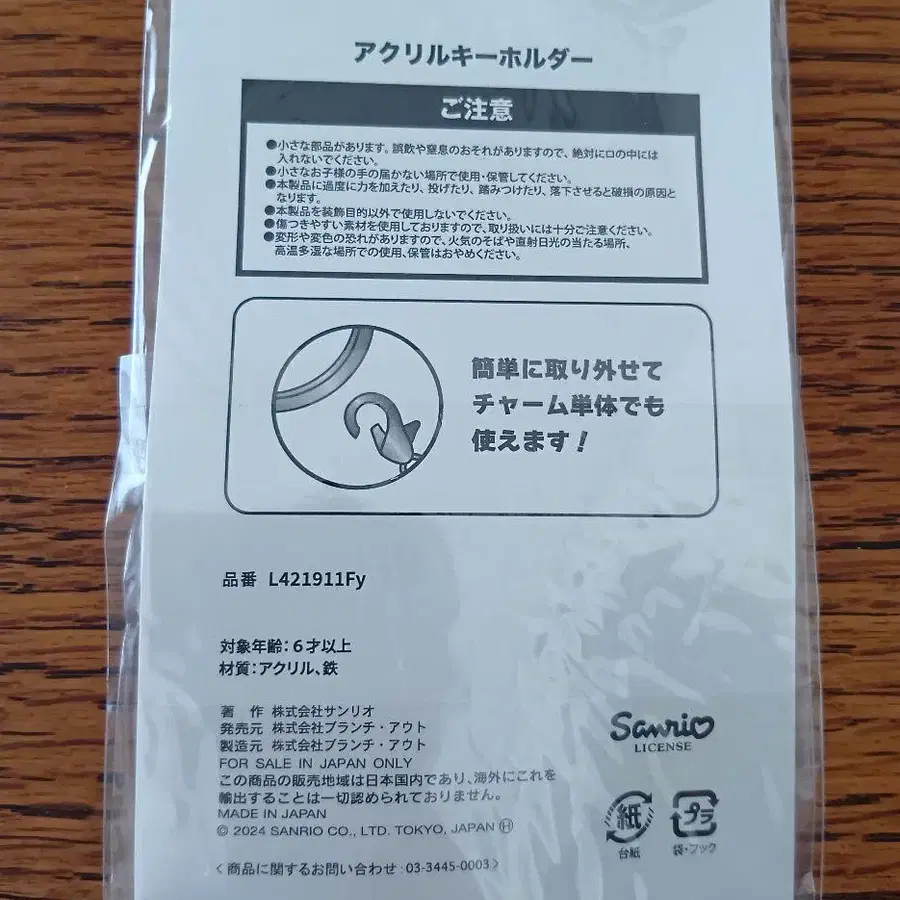 アクリルキーホルダー
ご注意
●小さな部品があります。誤飲や窒息のおそれがありますので、絶対に口の中には
入れないでください。
●小さなお子様の手の届かない場所で使用・保管してください。
●本製品に過度に力を加えたり、投げたり、踏みつけたり、落下させると破損の原因と
なります。
●本製品を装飾目的以外で使用しないでください。
●傷つきやすい素材を使用しておりますので、取り扱いには十分ご注意ください。
●変形や変色の恐れがありますので、火気のそばや直射日光の当たる場所、
高温多湿な場所での使用、保管はおやめください。
簡単に取り外せて
チャーム単体でも
使えます!
品番 L421911Fy
対象年齢:6才以上
材質:アクリル、鉄
著 作 株式会社サンリオ
発売元 株式会社ブランチ・アウト
製造元 株式会社ブランチ・アウト
FOR SALE IN JAPAN ONLY
この商品の販売地域は日本国内であり、海外にこれを
輸出することは一切認められておりません。
MADE IN JAPAN
© 2024 SANRIO CO., LTD. TOKYO, JAPAN Ⓗ
<商品に関するお問い合わせ:03-3445-0003>
Sanrio
LICENSE
紙
台紙
プラ
袋・フック